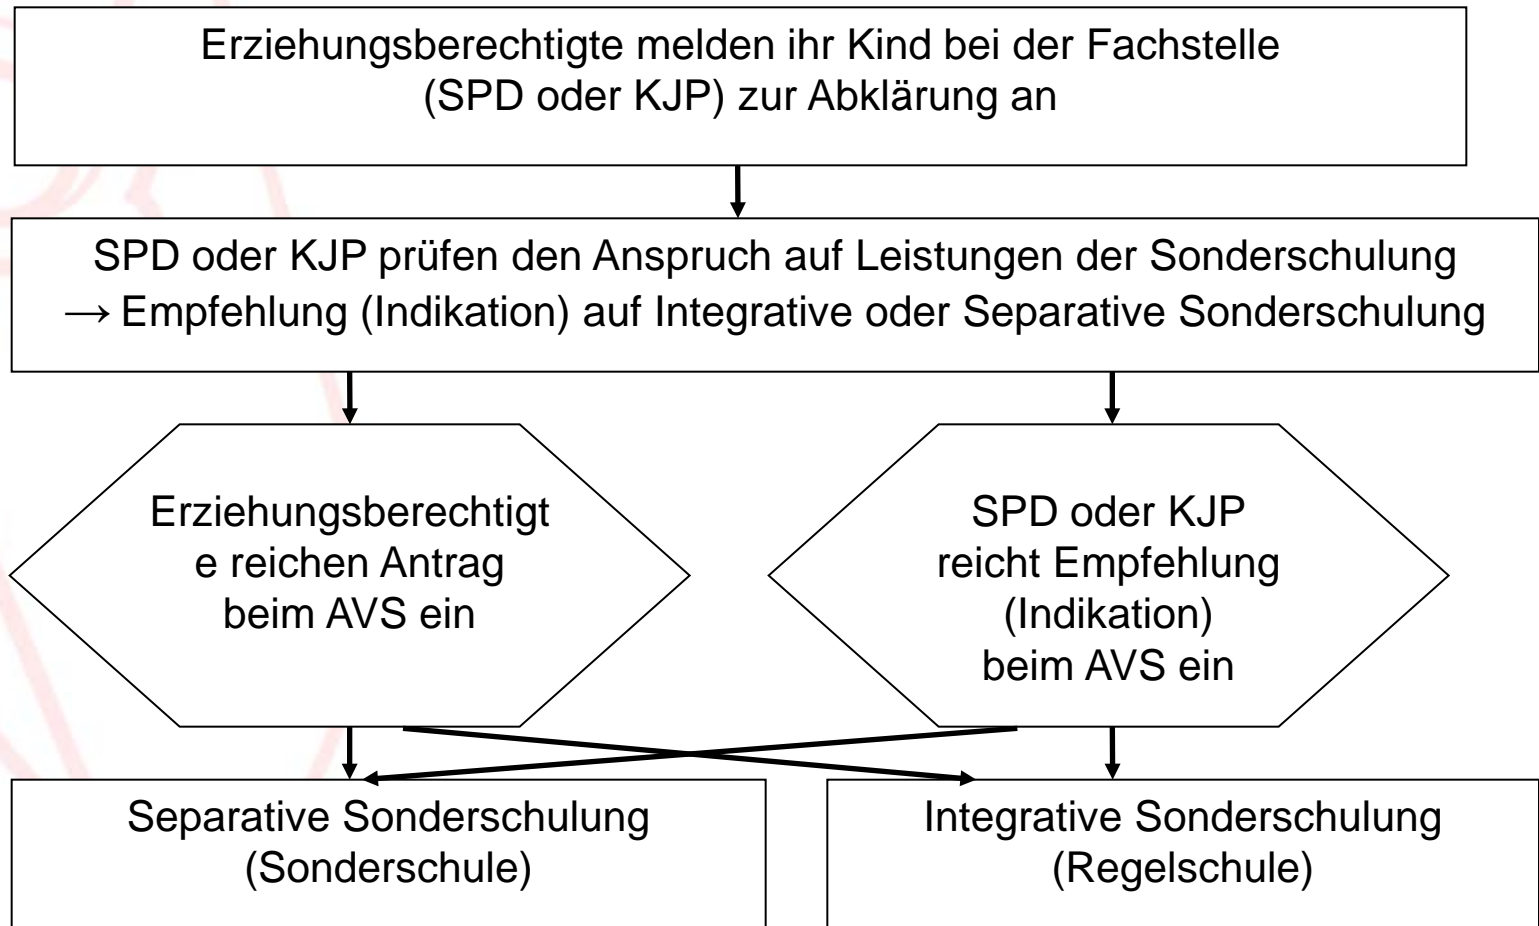 Erziehungsberechtigte melden ihr Kind bei der Fachstelle
(SPD oder KJP) zur Abklärung an
SPD oder KJP prüfen den Anspruch auf Leistungen der Sonderschulung
→ Empfehlung (Indikation) auf Integrative oder Separative Sonderschulung
Erziehungsberechtigt
e reichen Antrag
beim AVS ein
SPD oder KJP
reicht Empfehlung
(Indikation)
beim AVS ein
Separative Sonderschulung
(Sonderschule)
Integrative Sonderschulung
(Regelschule)